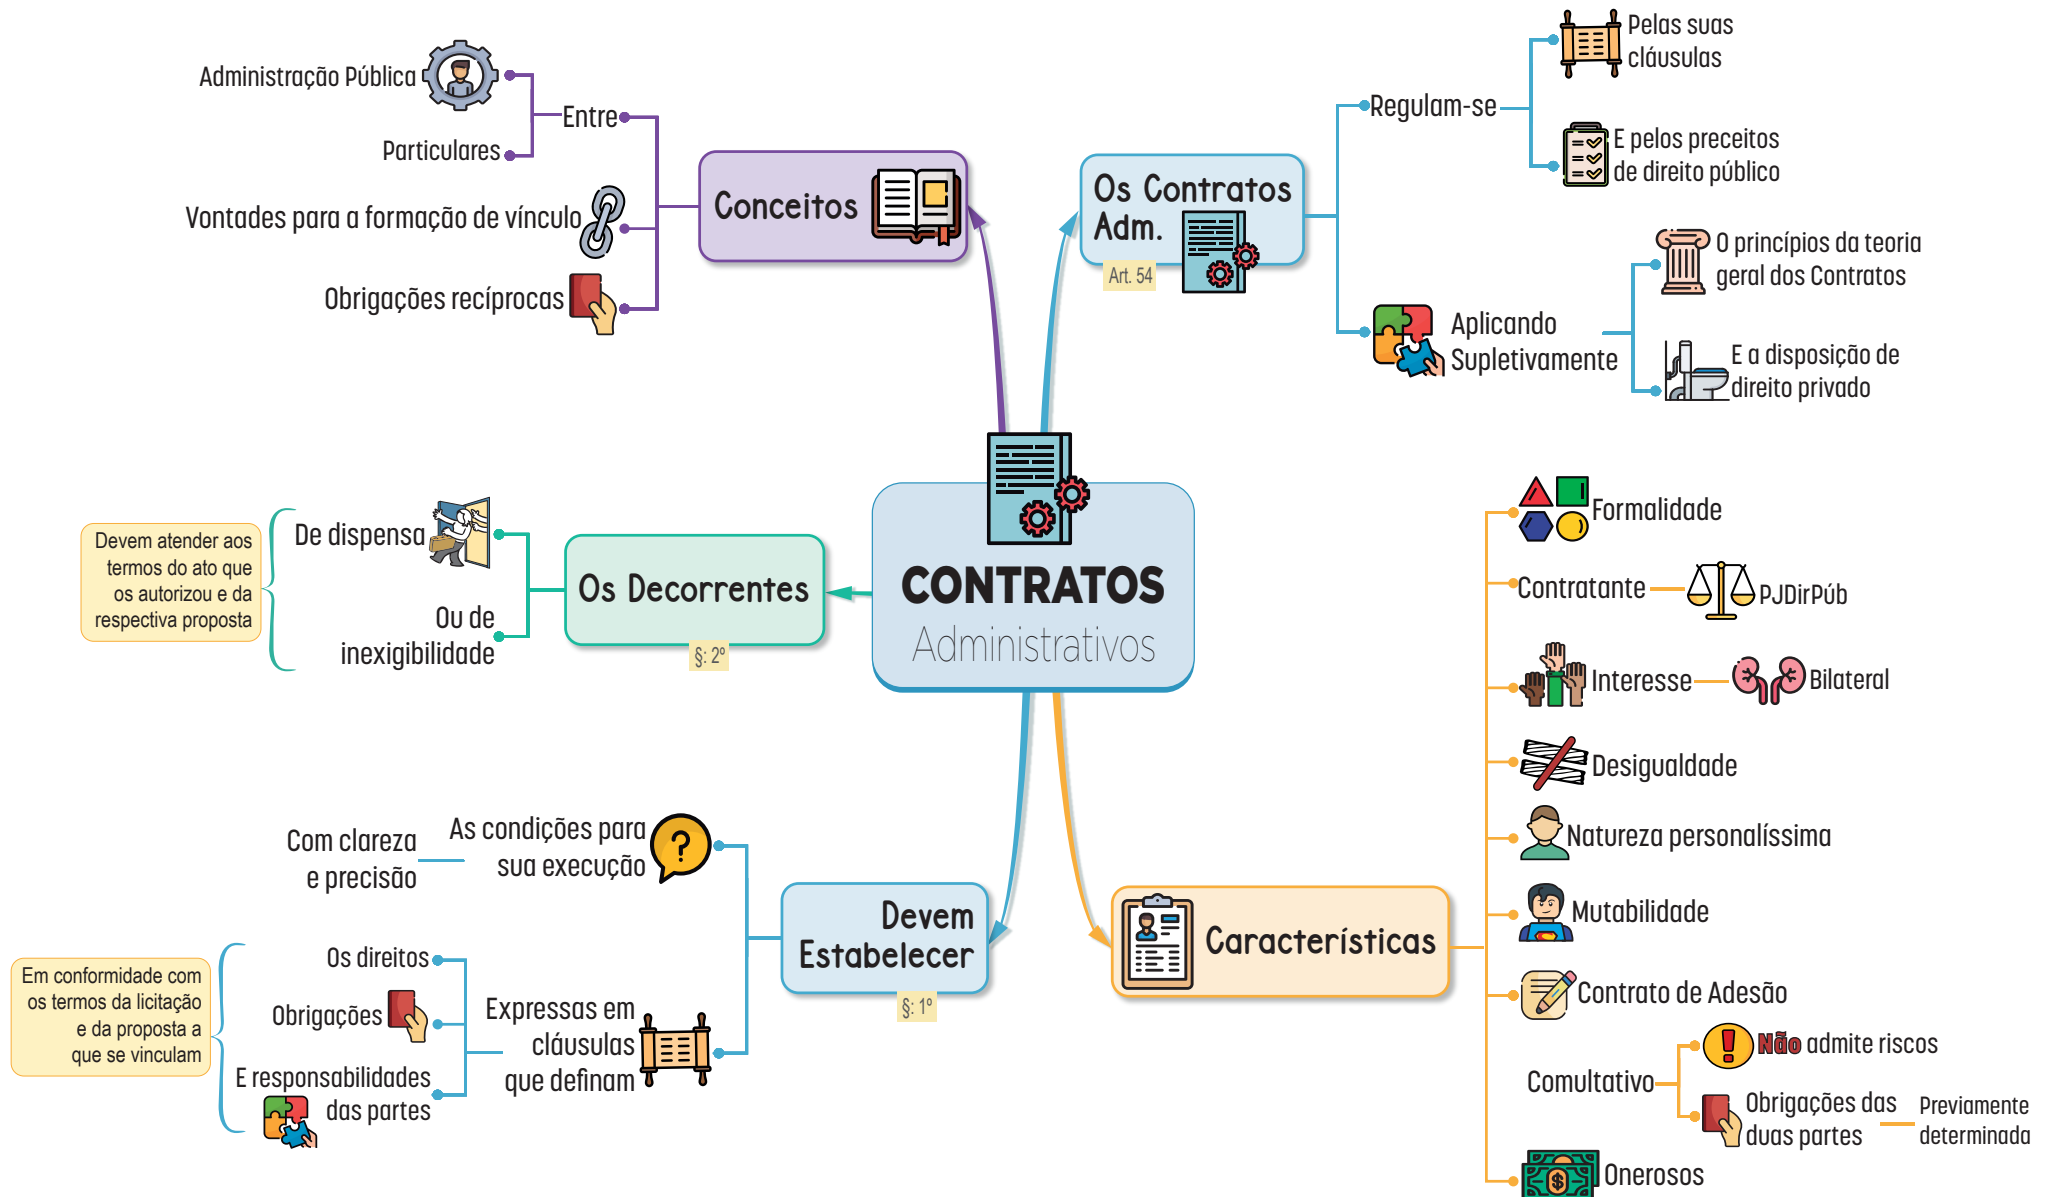 CONTRATOS
Administrativos
Conceitos
Entre
Administração Pública
Particulares
Vontades para a formação de vínculo
Obrigações recíprocas
Os Contratos
Adm.
Art. 54
Regulam-se
Pelas suas
cláusulas
E pelos preceitos
de direito público
Aplicando
Supletivamente
O princípios da teoria
geral dos Contratos
E a disposição de
direito privado
Os Decorrentes
§: 2º
De dispensa
Ou de
inexigibilidade
Devem atender aos
termos do ato que
os autorizou e da
respectiva proposta
Devem
Estabelecer
§: 1º
As condições para
sua execução
?
Com clareza
e precisão
Expressas em
cláusulas
que definam
Os direitos
Obrigações
E responsabilidades
das partes
Em conformidade com
os termos da licitação
e da proposta a
que se vinculam
Características
Formalidade
Contratante
PJDirPúb
Interesse
Bilateral
Desigualdade
Natureza personalíssima
Mutabilidade
Contrato de Adesão
Comultativo
! Não admite riscos
Obrigações das
duas partes
Previamente
determinada
$ Onerosos